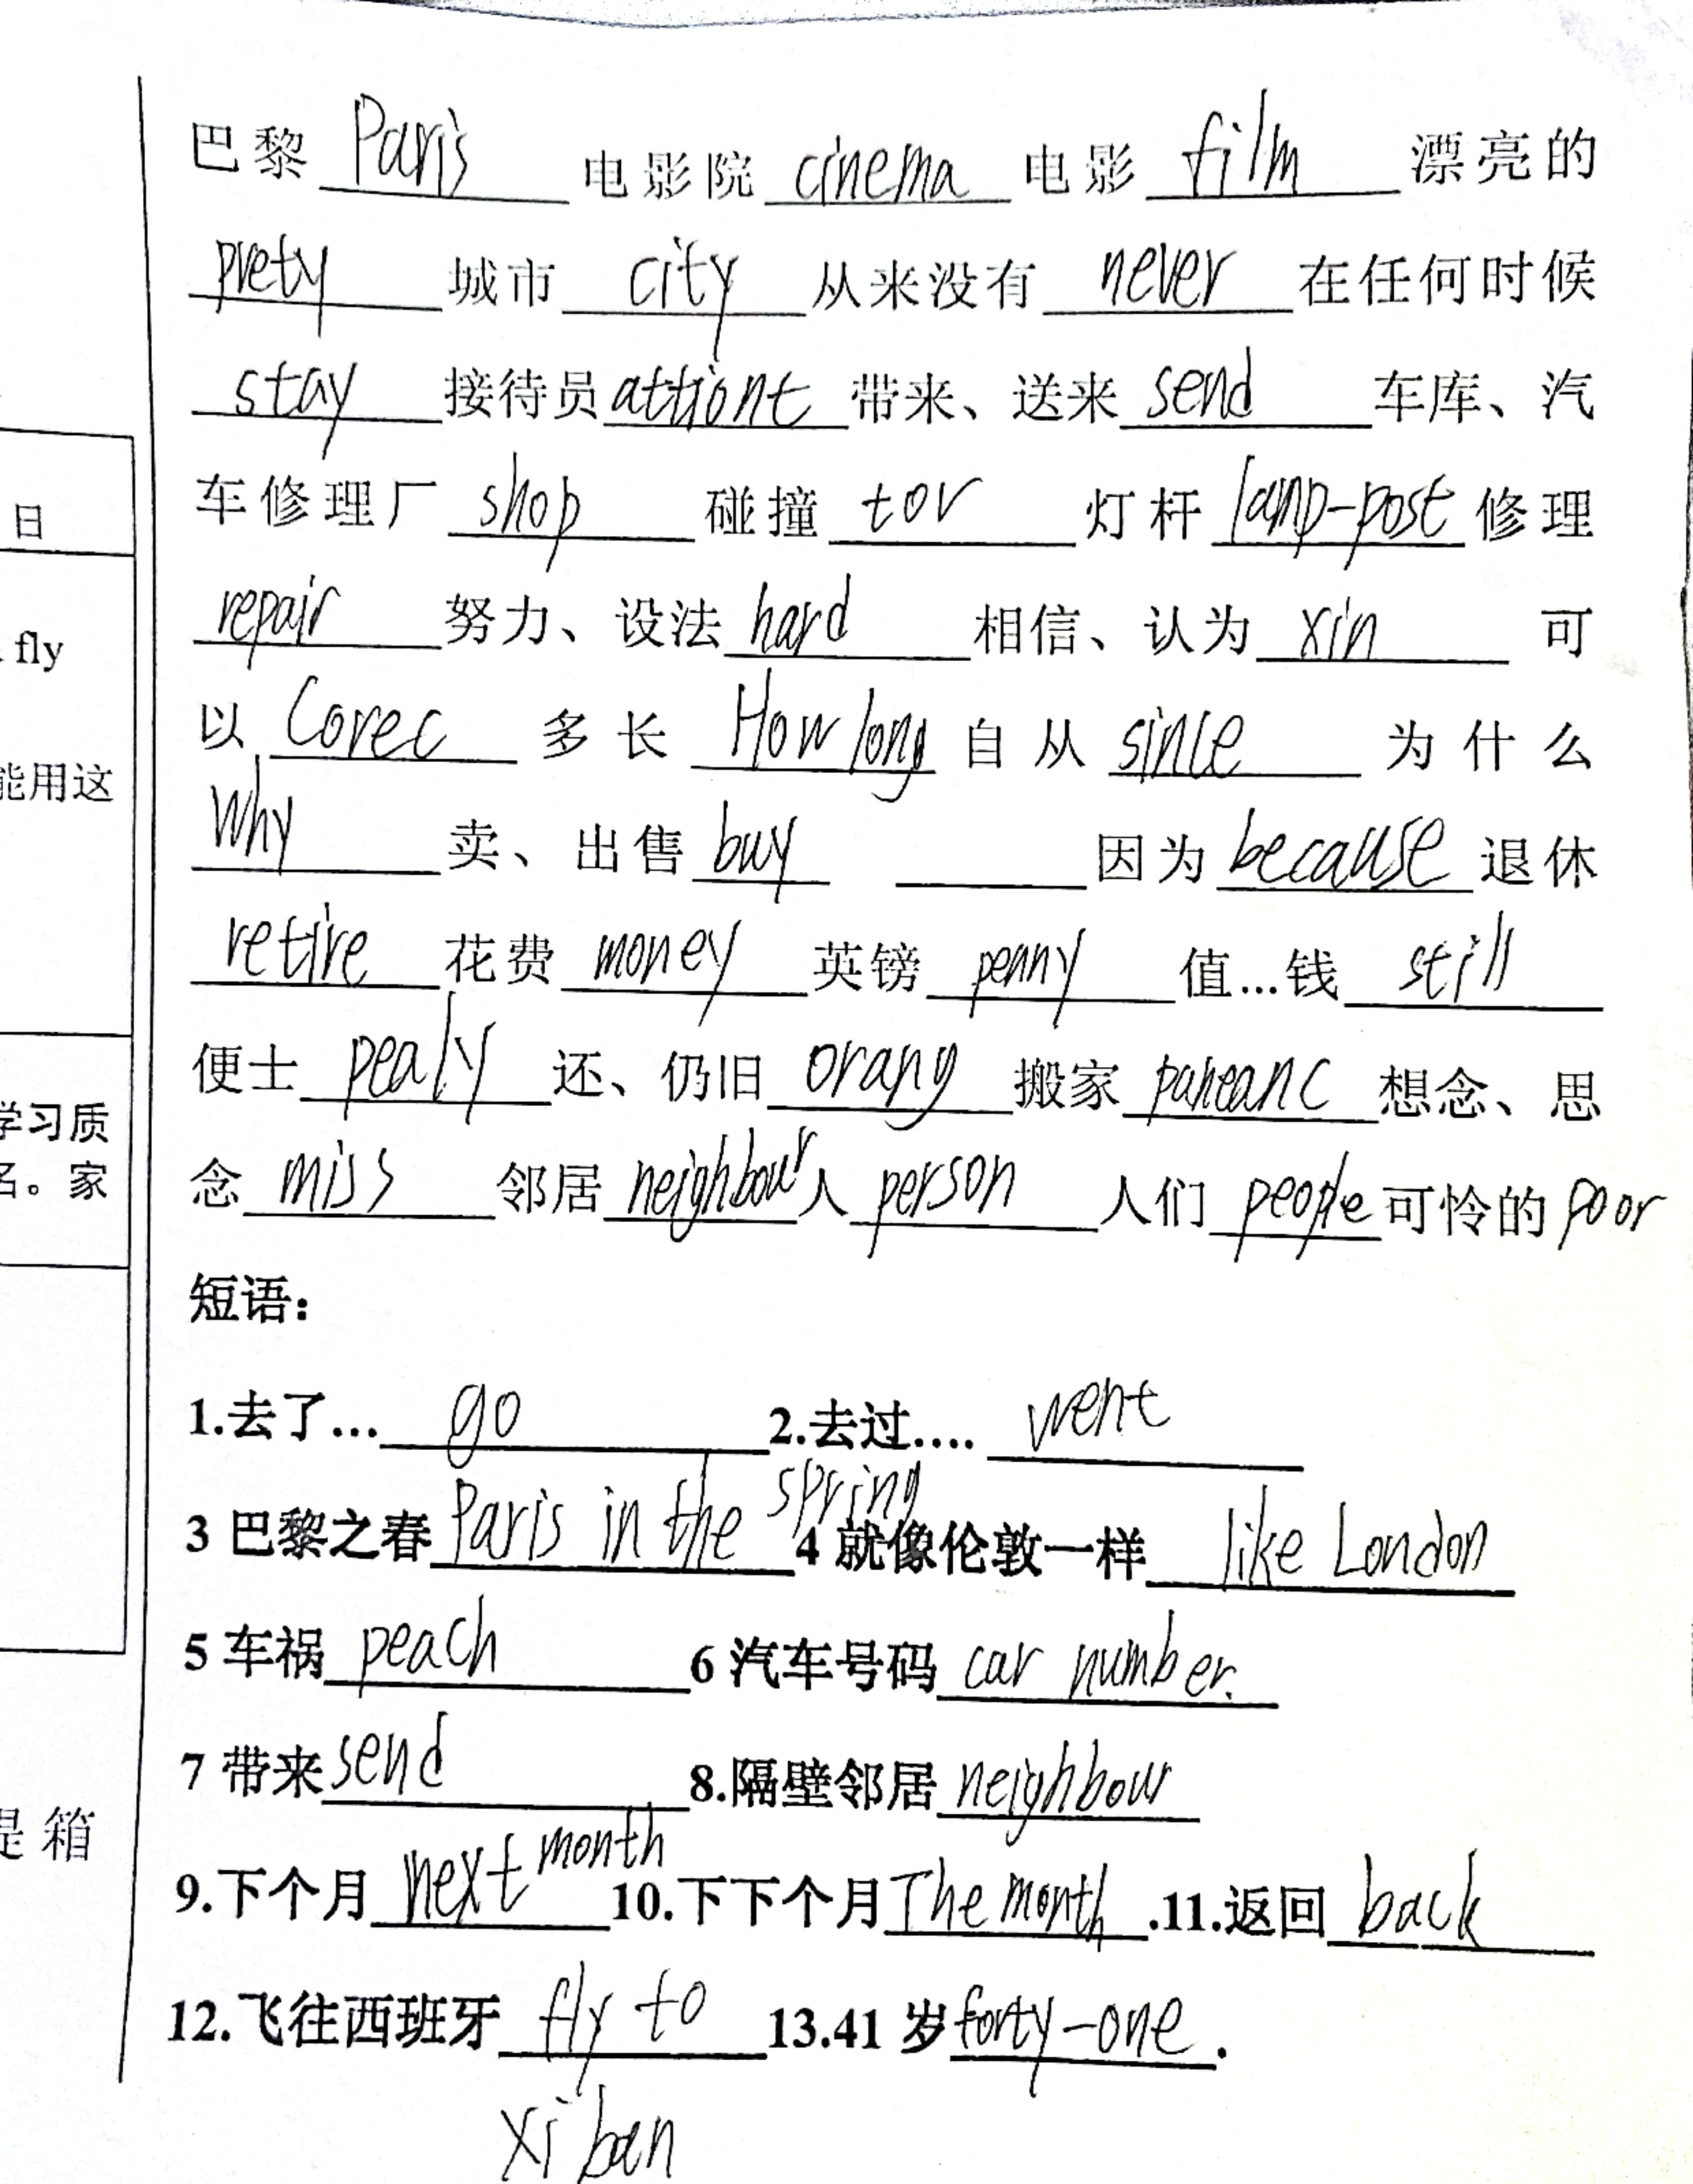 巴黎 Paris 电影院 cinema 电影 film 漂亮的
prety 城市 city 从来没有 never 在任何时候
stay 接待员 attiont 带来、送来 send 车库、汽
车修理厂 shop 碰撞 tov 灯杆 lamp-post 修理
日
repair 努力、设法 hard 相信、认为 xin 可
fly
以 Corec 多长 How long 自从 since 为什么
能用这
Why 卖、出售 buy 因为 because 退休
retire 花费 money 英镑 penny 值...钱 still
便士 pealy 还、仍旧 orang 搬家 paneanc 想念、思
学习质
念 miss 邻居 neighbour 人 person 人们 people 可怜的 poor
名。家
短语：
1.去了... go 2.去过.... went
3 巴黎之春 Paris in the spring 4 就像伦敦一样 like London
5 车祸 peach 6 汽车号码 car number.
7 带来 send 8.隔壁邻居 neighbour
是箱
9.下个月 next month 10.下下个月 The month .11.返回 back
12.飞往西班牙 fly to 13.41 岁 forty-one .
xi ban